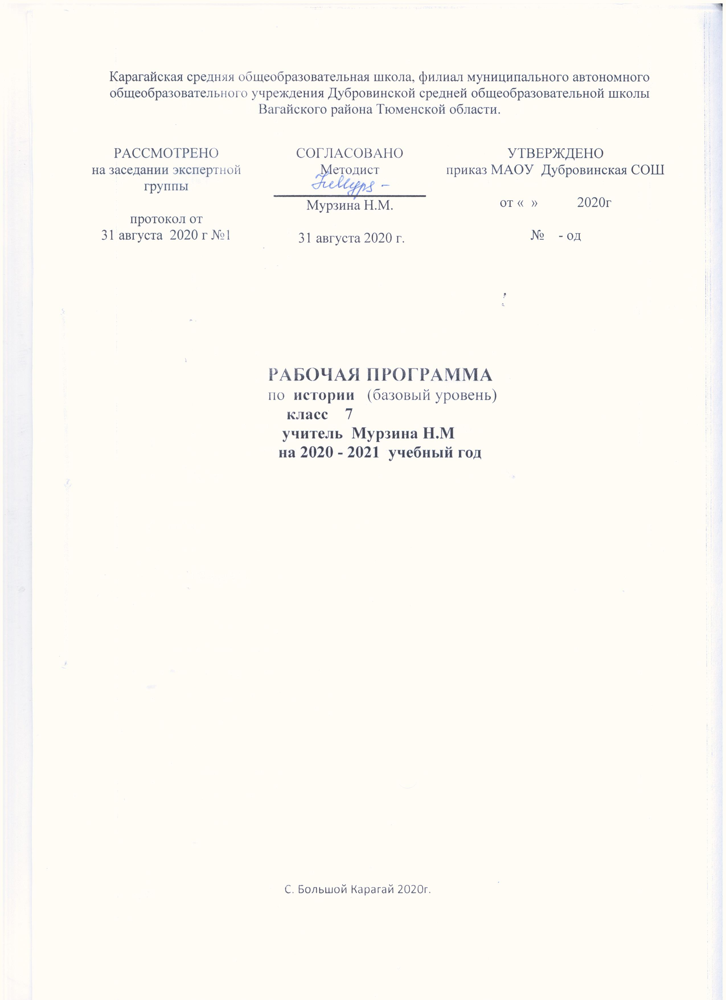 Карагайская средняя общеобразовательная школа, филиал муниципального автономного
общеобразовательного учреждения Дубровинской средней общеобразовательной школы
Вагайского района Тюменской области.
РАССМОТРЕНО
на заседании экспертной
группы
протокол от
31 августа 2020 г №1
СОГЛАСОВАНО
Методист
Мурзина Н.М.
31 августа 2020 г.
УТВЕРЖДЕНО
приказ МАОУ Дубровинская СОШ
от « » 2020г
№ - од
РАБОЧАЯ ПРОГРАММА
по истории (базовый уровень)
класс 7
учитель Мурзина Н.М
на 2020 - 2021 учебный год
С. Большой Карагай 2020г.